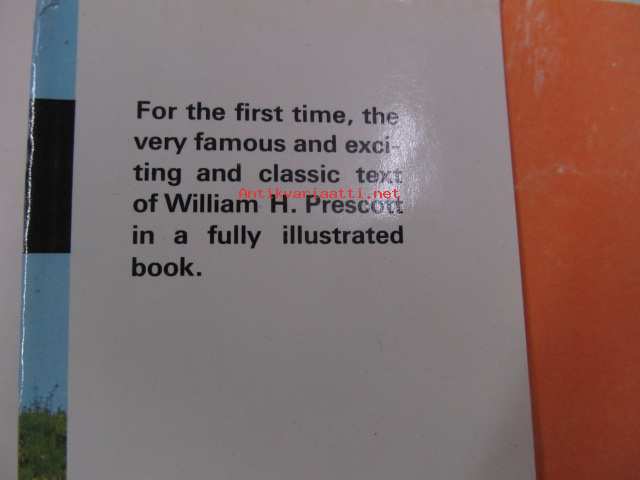 For the first time, the
very famous and exci-
ting and classic text
Antikvariaatti.net
of William H. Prescott
in a fully illustrated
book.